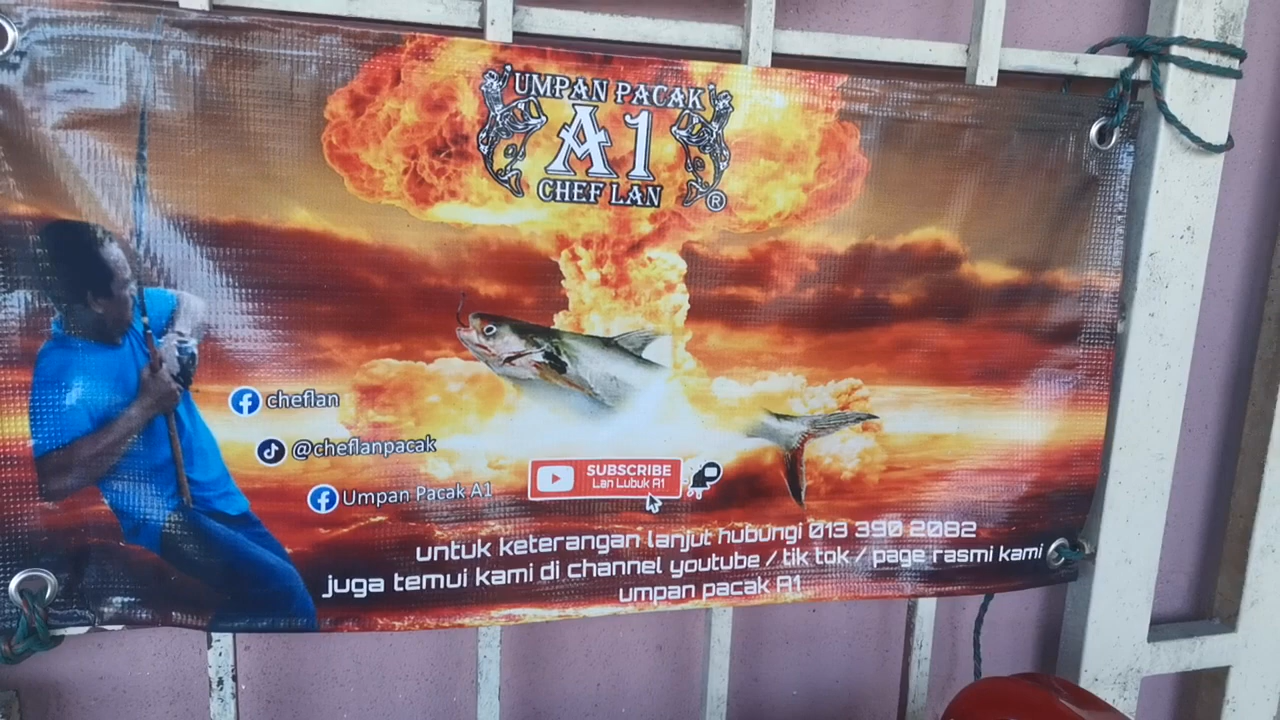 UMPAN PACAK
A1
CHEF LAN
®
cheflan
@cheflanpacak
Umpan Pacak A1
SUBSCRIBE
Lan Lubuk A1
untuk keterangan lanjut hubungi 013 390 2082
juga temui kami di channel youtube / tik tok / page rasmi kami
umpan pacak A1